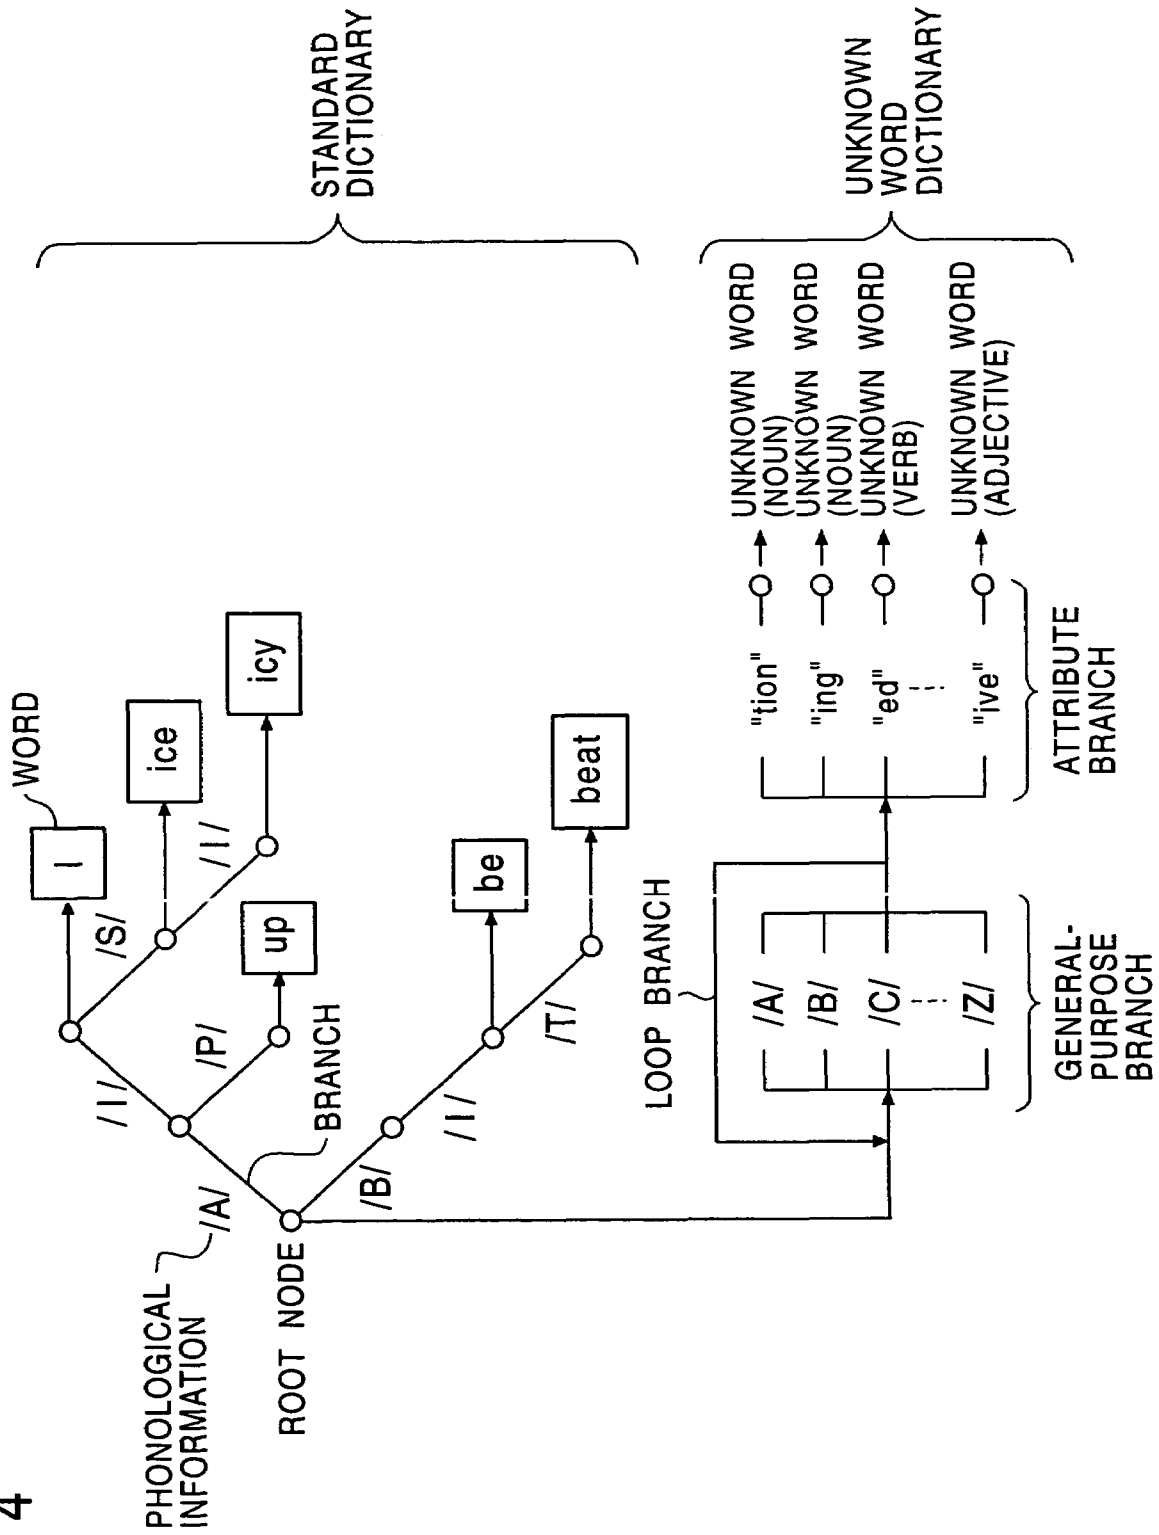 4
PHONOLOGICAL
INFORMATION
/A/
ROOT NODE
BRANCH
/I/
/P/
/S/
/I/
WORD
I
ice
icy
up
/B/
/I/
/T/
be
beat
STANDARD
DICTIONARY
LOOP BRANCH
/A/
/B/
/C/
/Z/
GENERAL-
PURPOSE
BRANCH
"tion"
"ing"
"ed"
"ive"
ATTRIBUTE
BRANCH
UNKNOWN WORD
(NOUN)
UNKNOWN WORD
(NOUN)
UNKNOWN WORD
(VERB)
UNKNOWN WORD
(ADJECTIVE)
UNKNOWN
WORD
DICTIONARY